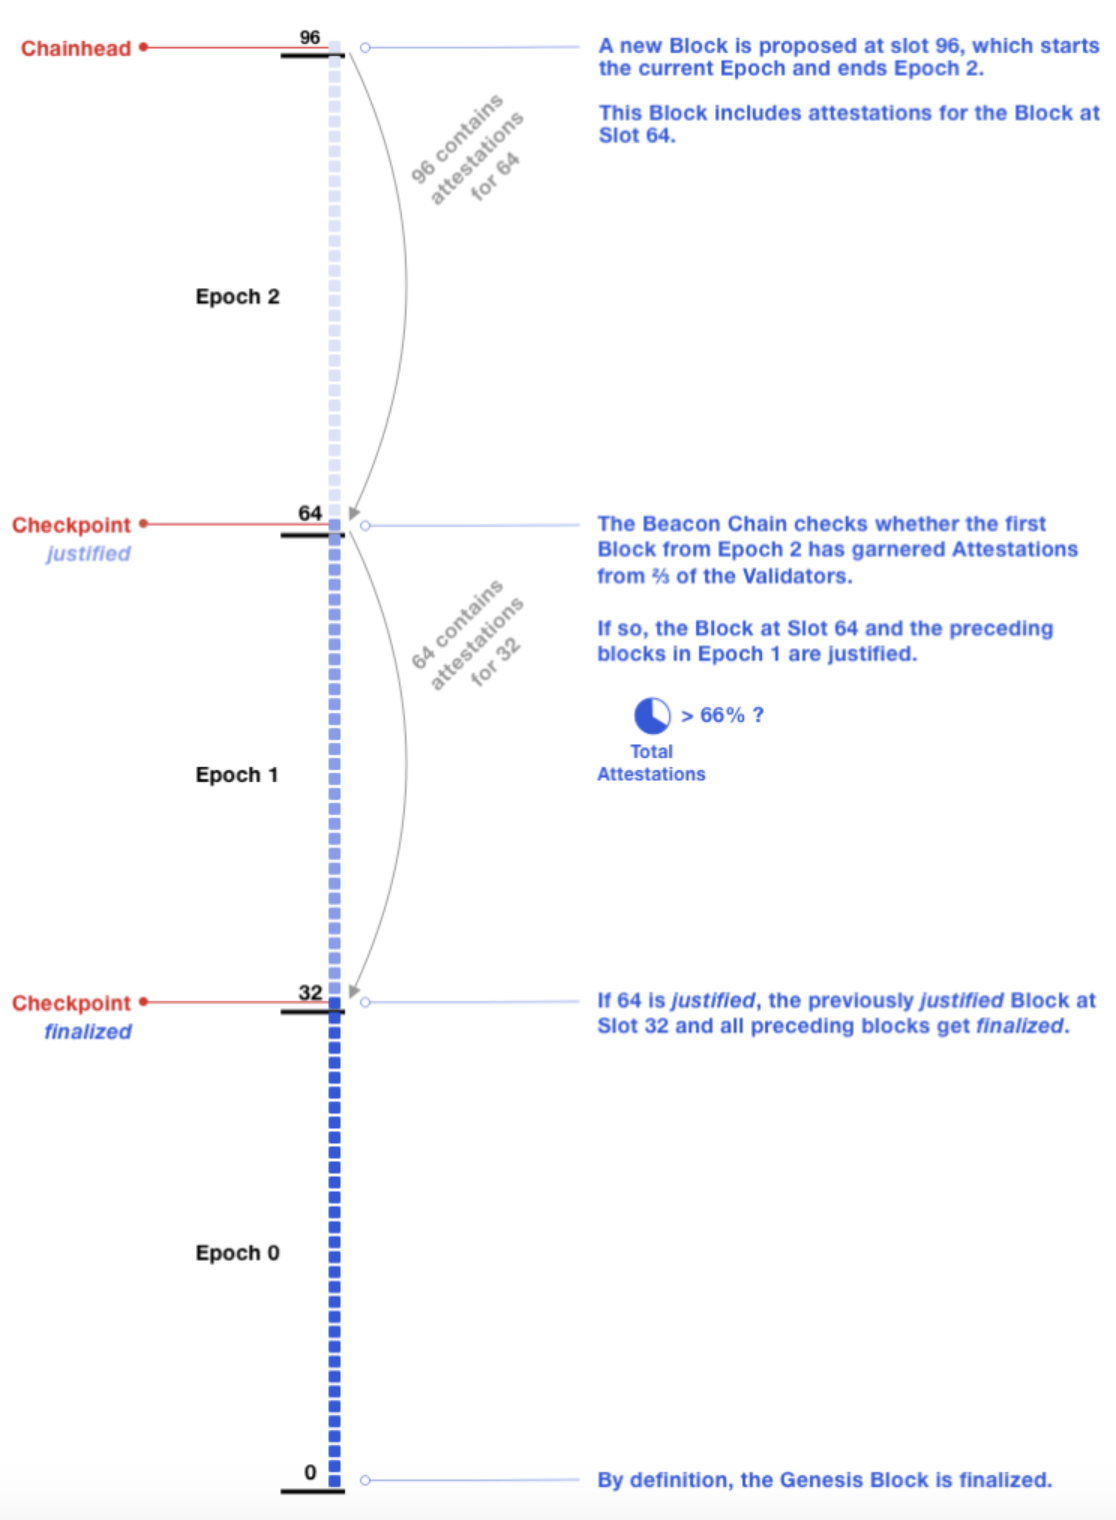 Chainhead
96
A new Block is proposed at slot 96, which starts
the current Epoch and ends Epoch 2.
This Block includes attestations for the Block at
Slot 64.
96 contains
attestations
for 64
Epoch 2
Checkpoint
justified
64
The Beacon Chain checks whether the first
Block from Epoch 2 has garnered Attestations
from ⅔ of the Validators.
If so, the Block at Slot 64 and the preceding
blocks in Epoch 1 are justified.
64 contains
attestations
for 32
> 66% ?
Total
Attestations
Epoch 1
Checkpoint
finalized
32
If 64 is justified, the previously justified Block at
Slot 32 and all preceding blocks get finalized.
Epoch 0
0
By definition, the Genesis Block is finalized.